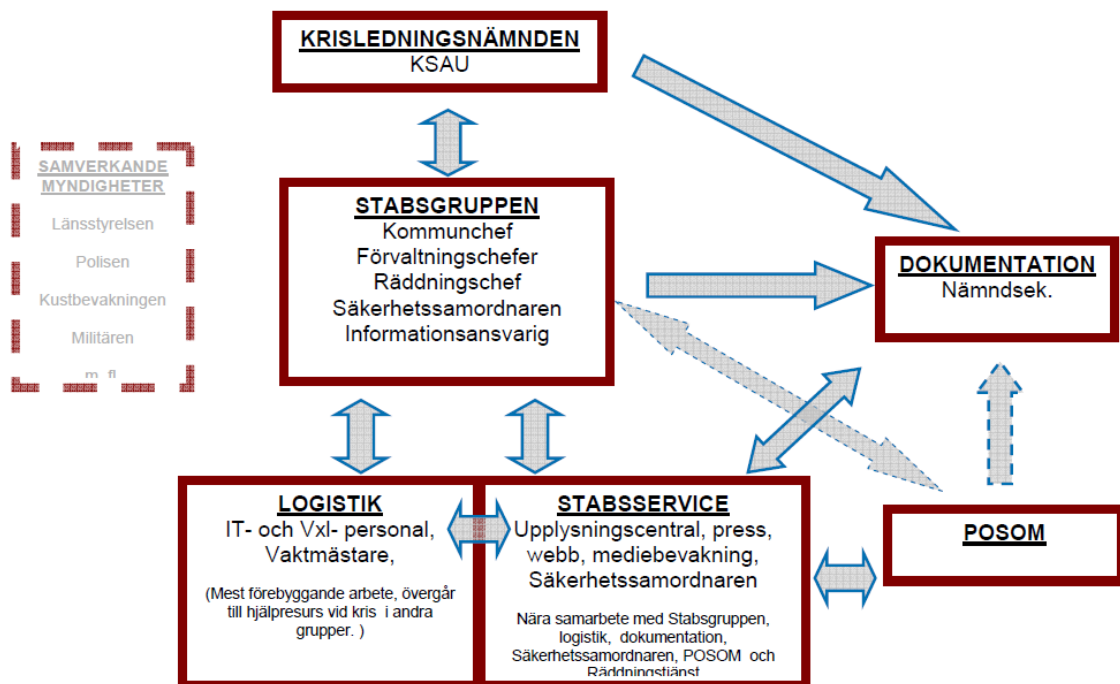 KRISLEDNINGSNÄMNDEN
KSAU
SAMVERKANDE
MYNDIGHETER
Länsstyrelsen
Polisen
Kustbevakningen
Militären
m fl
STABSGRUPPEN
Kommunchef
Förvaltningschefer
Räddningschef
Säkerhetssamordnaren
Informationsansvarig
DOKUMENTATION
Nämndsek.
LOGISTIK
IT- och Vxl- personal,
Vaktmästare,
(Mest förebyggande arbete, övergår
till hjälpresurs vid kris i andra
grupper. )
STABSSERVICE
Upplysningscentral, press,
webb, mediebevakning,
Säkerhetssamordnaren
Nära samarbete med Stabsgruppen,
logistik, dokumentation,
Säkerhetssamordnaren, POSOM och
Räddningstjänst
POSOM